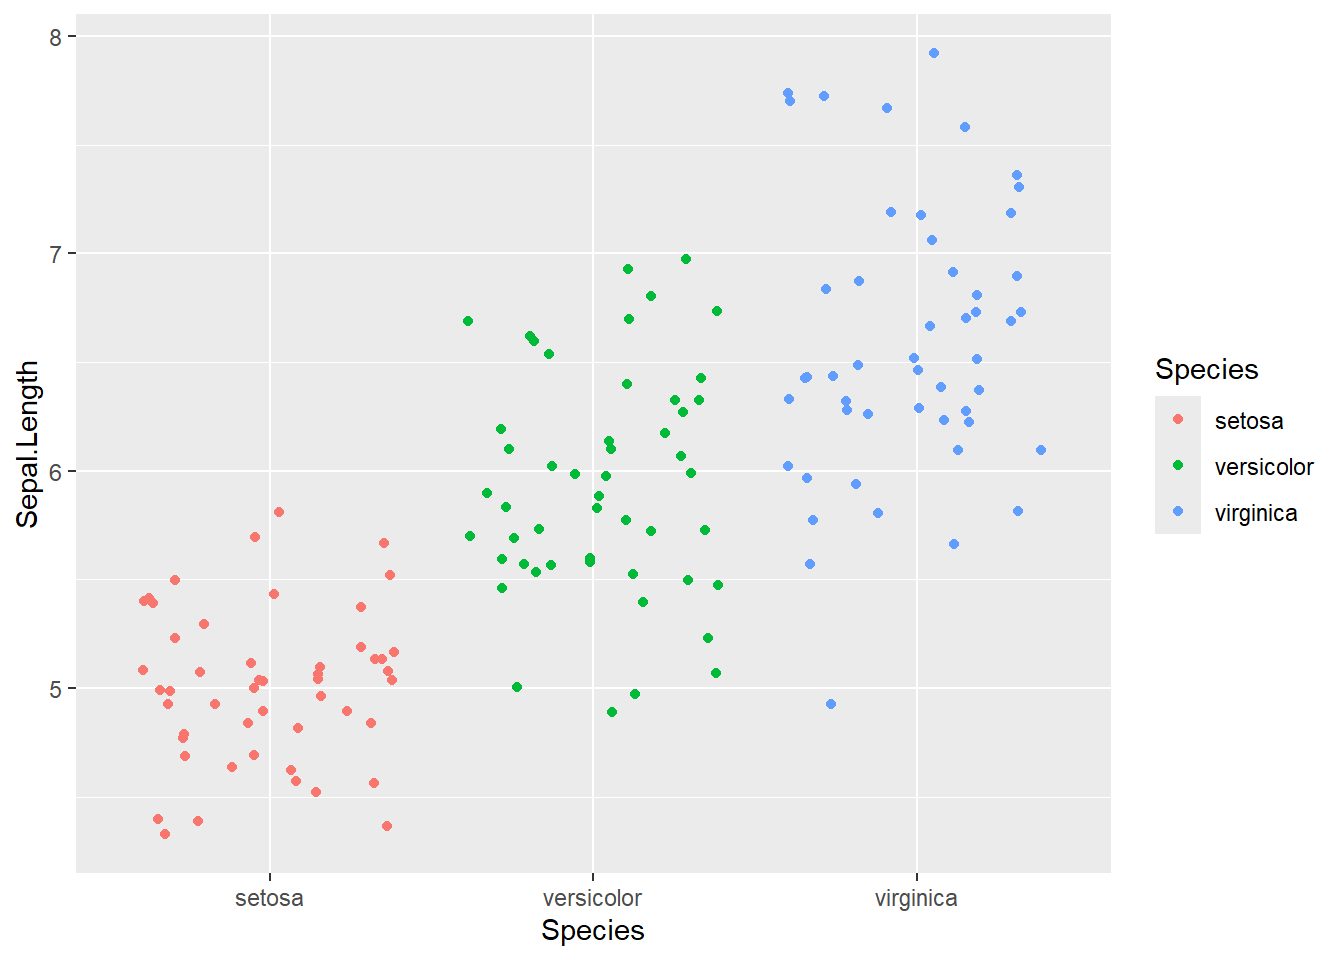 8
7
6
5
Sepal.Length
setosa
versicolor
virginica
Species
Species
setosa
versicolor
virginica